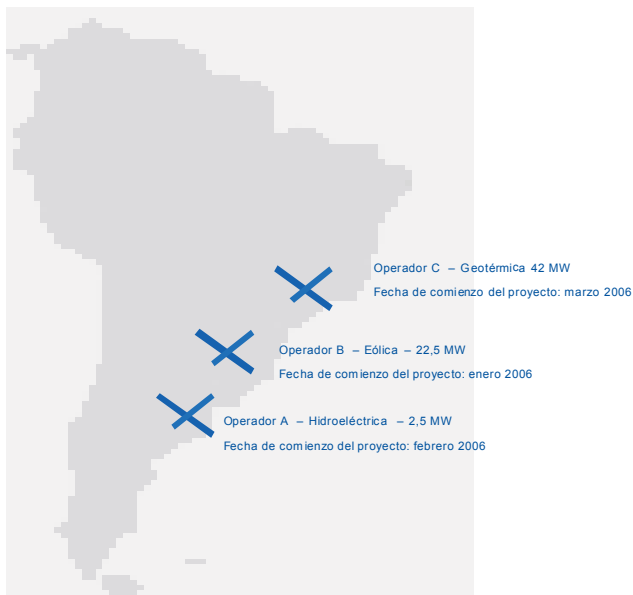 Operador C – Geotérmica 42 MW
Fecha de comienzo del proyecto: marzo 2006
Operador B – Eólica – 22,5 MW
Fecha de comienzo del proyecto: enero 2006
Operador A – Hidroeléctrica – 2,5 MW
Fecha de comienzo del proyecto: febrero 2006